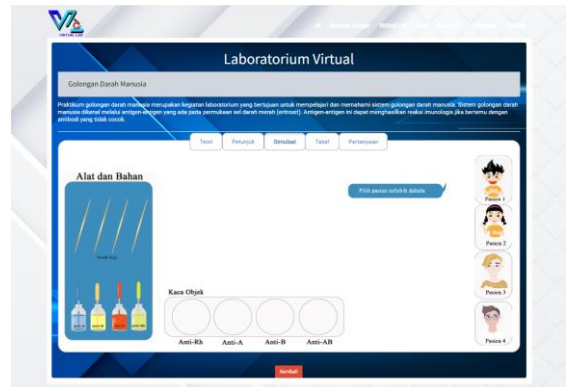 VIRTUAL LAB
Laboratorium Virtual
Golongan Darah Manusia
Praktikum golongan darah manusia merupakan kegiatan laboratorium yang bertujuan untuk mempelajari dan memahami sistem golongan darah manusia. Sistem golongan darah
manusia dikenal melalui antigen-antigen yang ada pada permukaan sel darah merah (eritrosit). Antigen-antigen ini dapat menghasilkan reaksi imunologis jika bertemu dengan
antibodi yang tidak cocok.
Teori
Petunjuk
Simulasi
Tabel
Pertanyaan
Alat dan Bahan
Pilih pasien terlebih dahulu
Pasien 1
Pasien 2
Pasien 3
Pasien 4
Kaca Objek
Anti-Rh
Anti-A
Anti-B
Anti-AB
Kembali